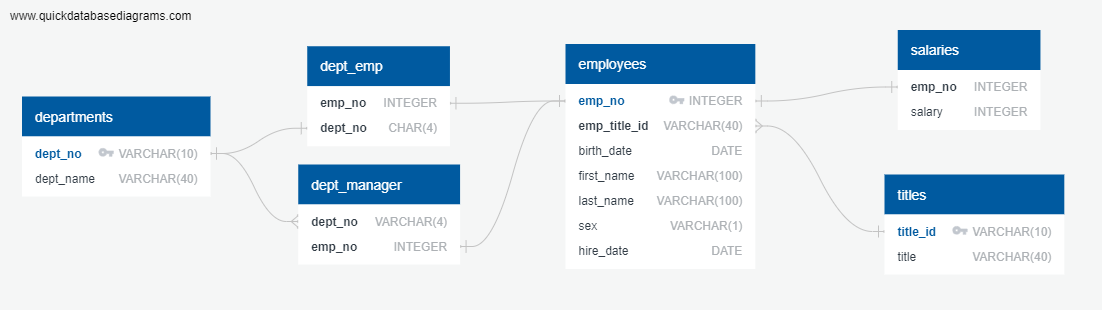 www.quickdatabasediagrams.com
departments
dept_no VARCHAR(10)
dept_name VARCHAR(40)
dept_emp
emp_no INTEGER
dept_no CHAR(4)
dept_manager
dept_no VARCHAR(4)
emp_no INTEGER
employees
emp_no INTEGER
emp_title_id VARCHAR(40)
birth_date DATE
first_name VARCHAR(100)
last_name VARCHAR(100)
sex VARCHAR(1)
hire_date DATE
salaries
emp_no INTEGER
salary INTEGER
titles
title_id VARCHAR(10)
title VARCHAR(40)